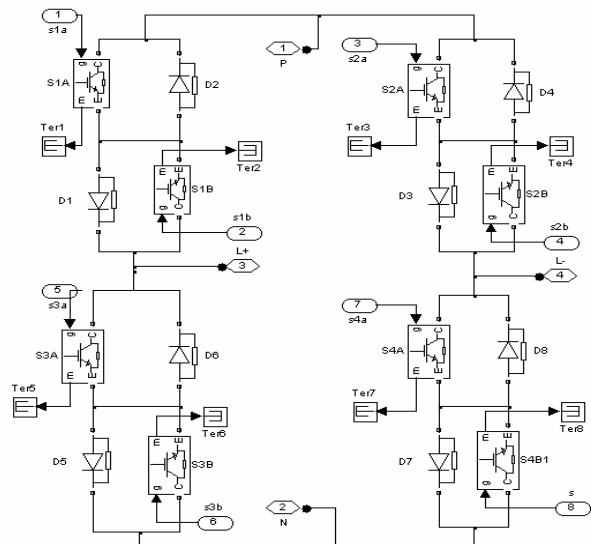 1
s1a
g
C
S1A
m
E
D2
1
P
3
s2a
g
C
S2A
m
E
D4
Ter1
Ter2
Ter3
Ter4
m
E
D1
S1B
g
C
s1b
2
m
E
D3
S2B
g
C
s2b
4
L+
3
L-
4
5
s3a
g
C
S3A
m
E
D6
7
s4a
g
C
S4A
m
E
D8
Ter5
Ter6
Ter7
Ter8
m
E
D5
S3B
g
C
s3b
6
m
E
D7
S4B1
g
C
s
8
2
N